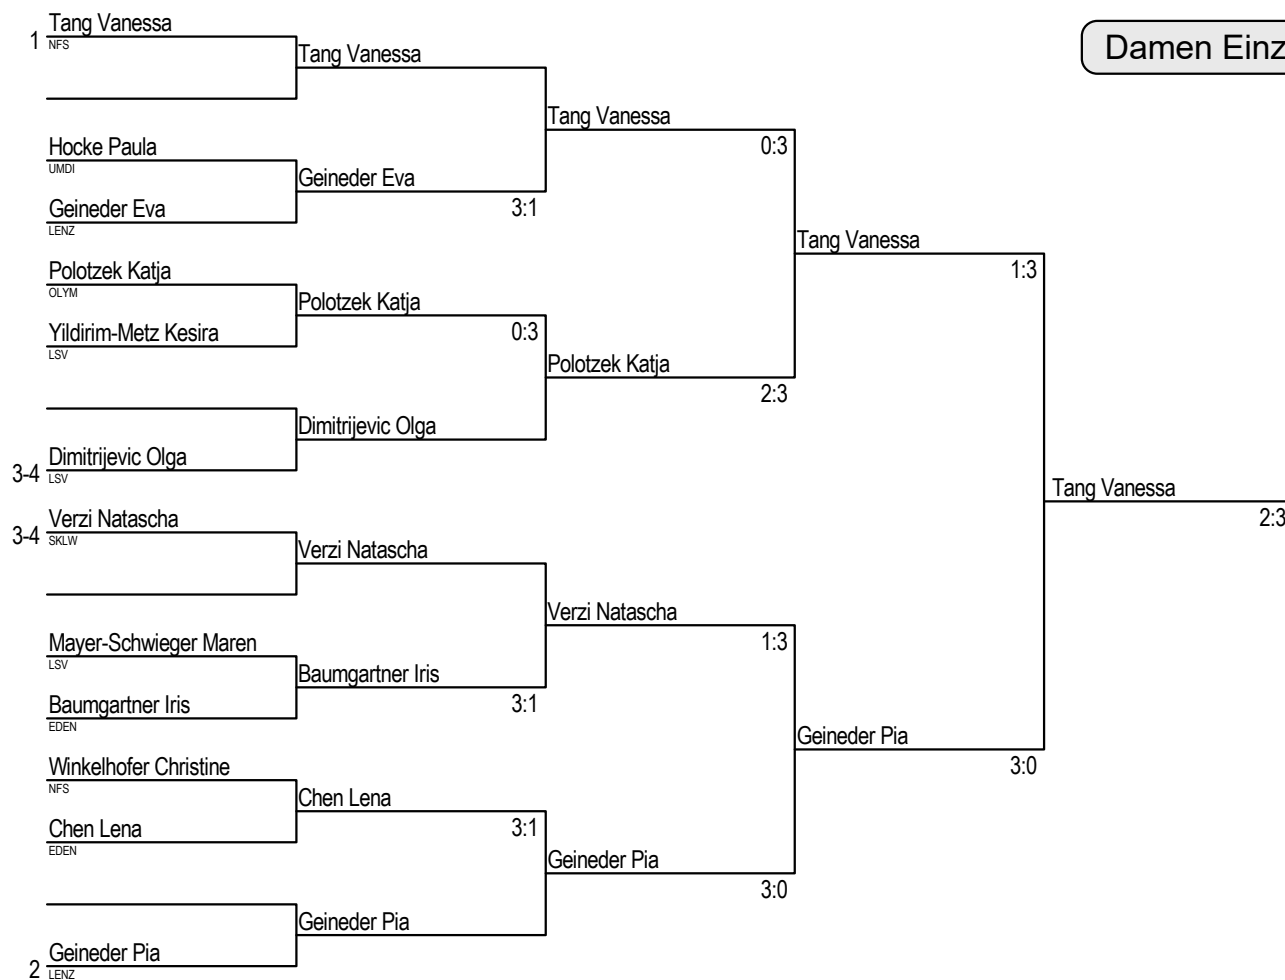 Damen Einz
1 Tang Vanessa
NFS
Tang Vanessa
Tang Vanessa
0:3
Hocke Paula
UMDI
Geineder Eva
3:1
Geineder Eva
LENZ
Tang Vanessa
1:3
Polotzek Katja
OLYM
Polotzek Katja
0:3
Yildirim-Metz Kesira
LSV
Polotzek Katja
2:3
Dimitrijevic Olga
3-4 Dimitrijevic Olga
LSV
Tang Vanessa
2:3
3-4 Verzi Natascha
SKLW
Verzi Natascha
Verzi Natascha
1:3
Mayer-Schwieger Maren
LSV
Baumgartner Iris
3:1
Baumgartner Iris
EDEN
Geineder Pia
3:0
Winkelhofer Christine
NFS
Chen Lena
3:1
Chen Lena
EDEN
Geineder Pia
3:0
Geineder Pia
2 Geineder Pia
LENZ